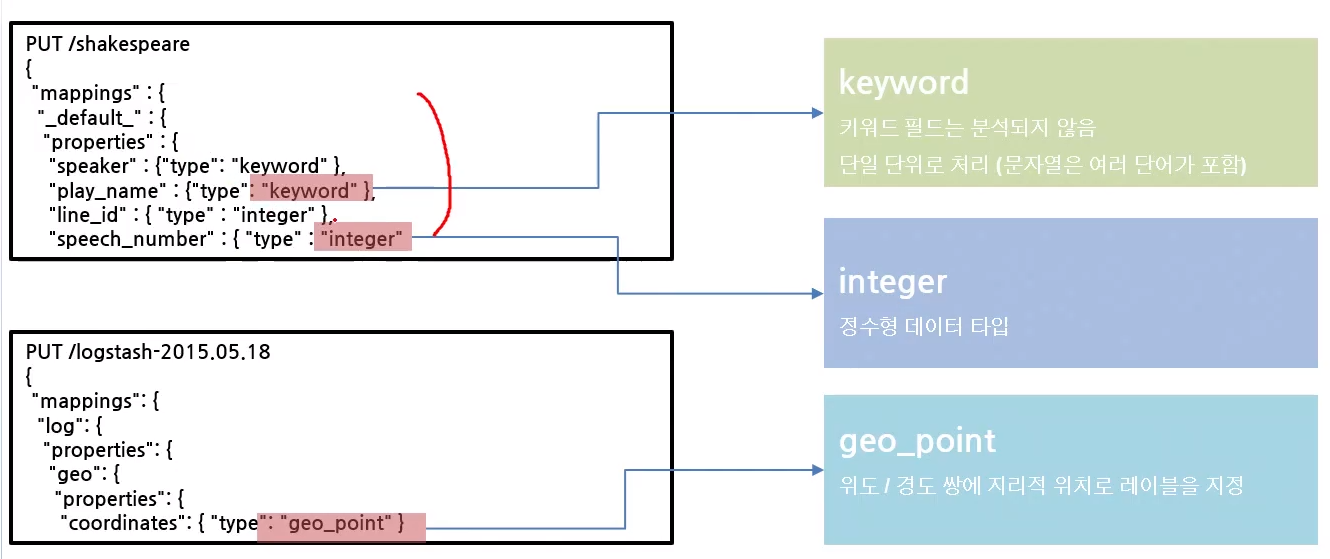 PUT /shakespeare
{
"mappings" : {
"_default_" : {
"properties" : {
"speaker" : {"type": "keyword" },
"play_name" : {"type": "keyword" },
"line_id" : { "type" : "integer" },
"speech_number" : { "type" : "integer"
PUT /logstash-2015.05.18
{
"mappings": {
"log": {
"properties": {
"geo": {
"properties": {
"coordinates": { "type": "geo_point" }
keyword
키워드 필드는 분석되지 않음
단일 단위로 처리 (문자열은 여러 단어가 포함)
integer
정수형 데이터 타입
geo_point
위도 / 경도 쌍에 지리적 위치로 레이블을 지정